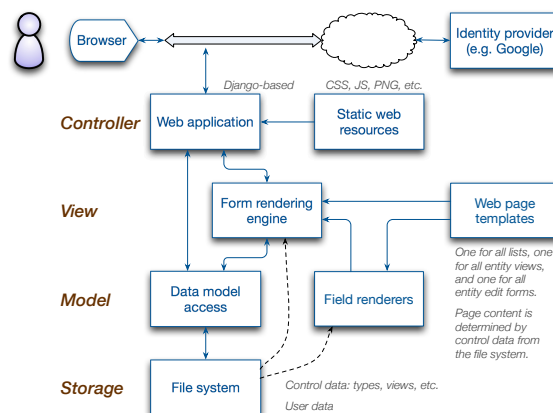 Browser
Identity provider
(e.g. Google)
Django-based
CSS, JS, PNG, etc.
Controller
Web application
Static web
resources
View
Form rendering
engine
Web page
templates
One for all lists, one
for all entity views,
and one for all
entity edit forms.
Page content is
determined by
control data from
the file system.
Model
Data model
access
Field renderers
Storage
File system
Control data: types, views, etc.
User data